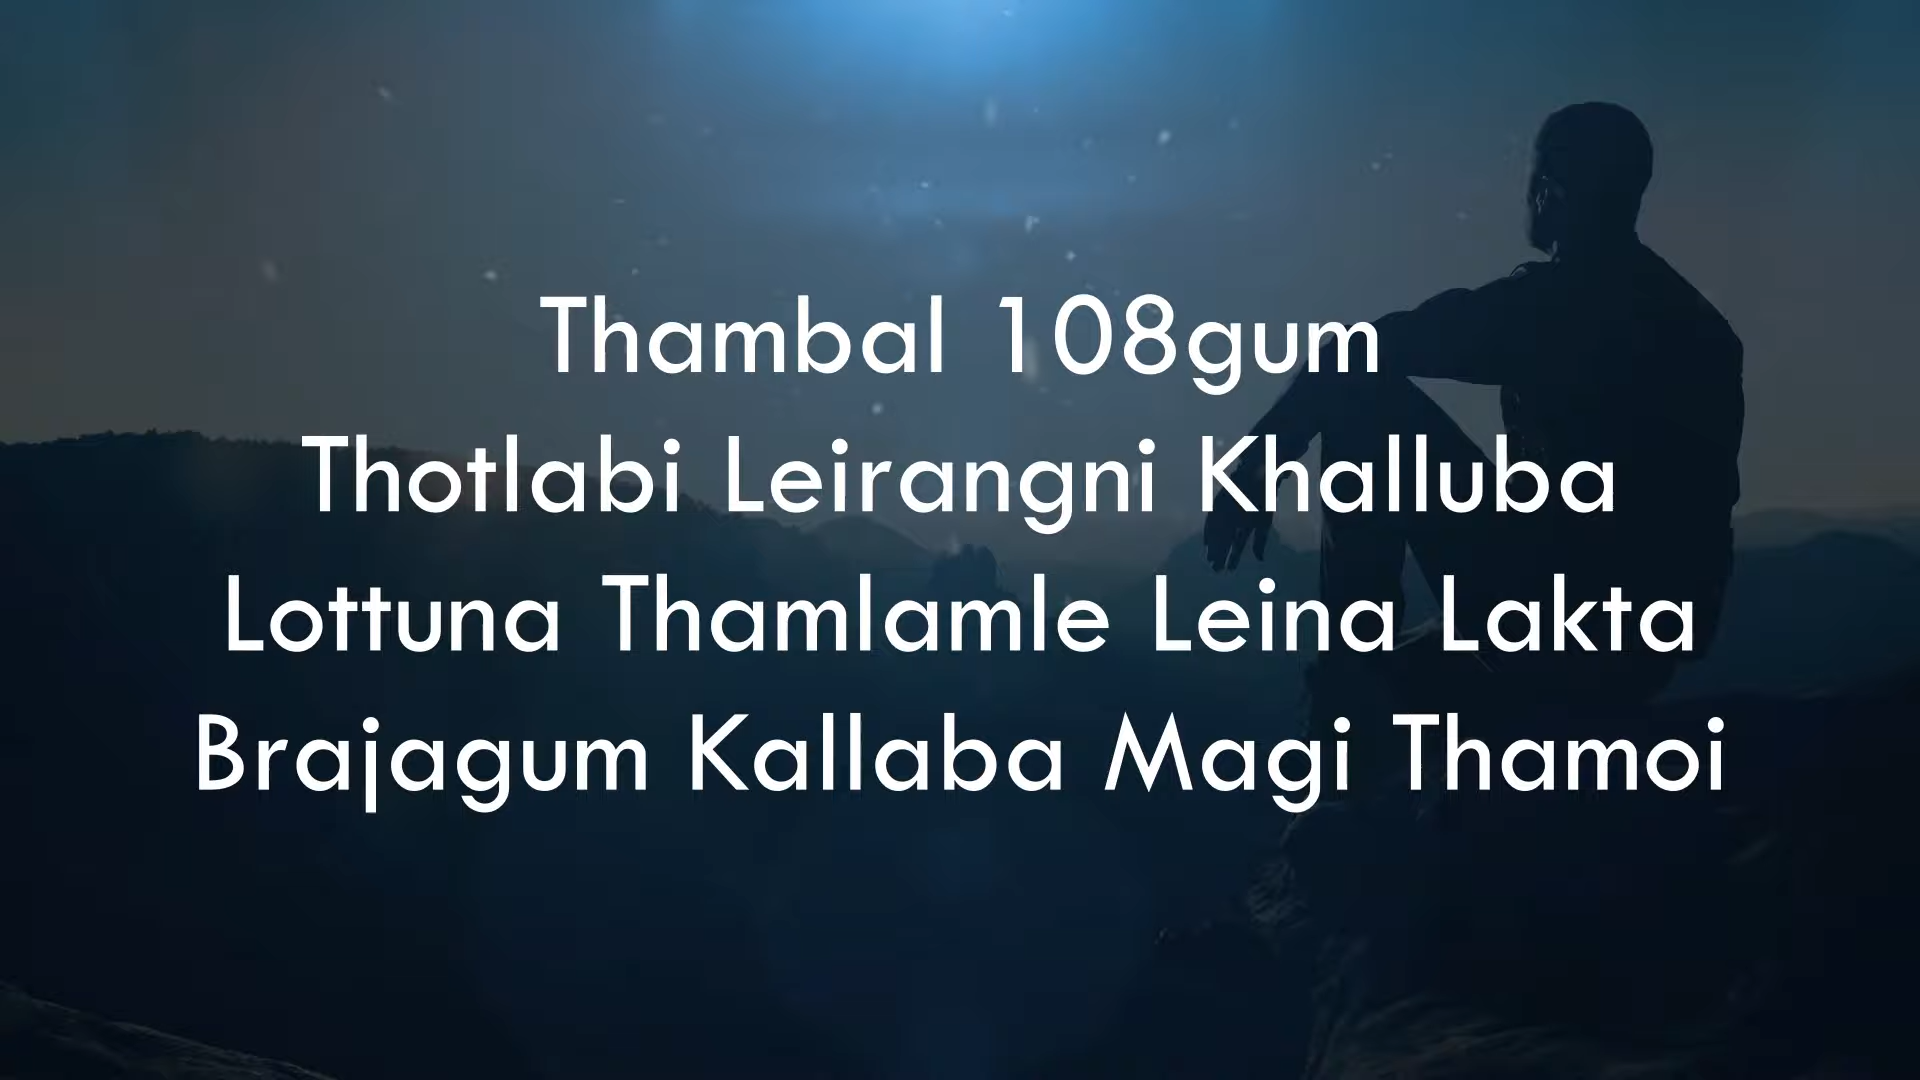 Thambal 108gum
Thotlabi Leirangni Khalluba
Lottuna Thamlamle Leina Lakta
Brajagum Kallaba Magi Thamoi